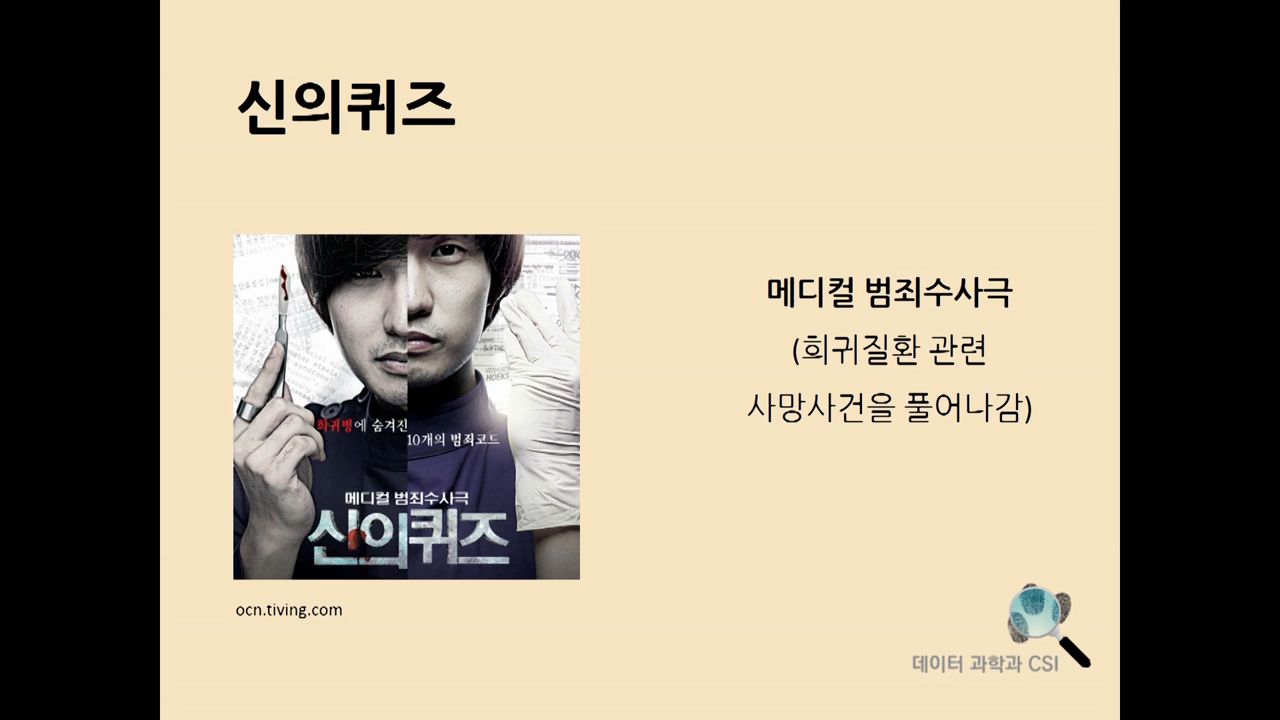 신의퀴즈
희귀병에 숨겨진
10개의 범죄코드
메디컬 범죄수사극
신의퀴즈
ocn.tiving.com
메디컬 범죄수사극
(희귀질환 관련
사망사건을 풀어나감)
데이터 과학과 CSI